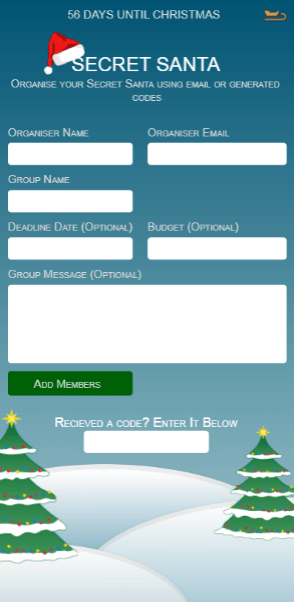 56 DAYS UNTIL CHRISTMAS
SECRET SANTA
Organise your Secret Santa using email or generated
codes
Organiser Name Organiser Email
Group Name
Deadline Date (Optional) Budget (Optional)
Group Message (Optional)
Add Members
Recieved a code? Enter It Below